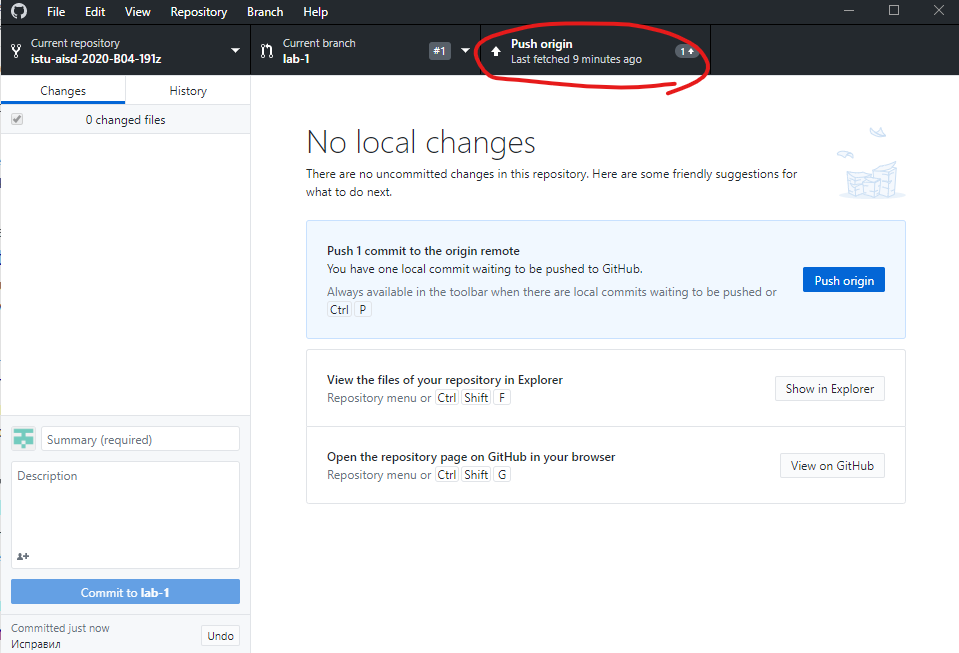 File Edit View Repository Branch Help
Current repository
istu-aisd-2020-B04-191z
Current branch
lab-1
#1
Push origin
Last fetched 9 minutes ago
1
Changes
History
0 changed files
No local changes
There are no uncommitted changes in this repository. Here are some friendly suggestions for
what to do next.
Push 1 commit to the origin remote
You have one local commit waiting to be pushed to GitHub.
Always available in the toolbar when there are local commits waiting to be pushed or
Ctrl P
Push origin
View the files of your repository in Explorer
Repository menu or Ctrl Shift F
Show in Explorer
Open the repository page on GitHub in your browser
Repository menu or Ctrl Shift G
View on GitHub
Summary (required)
Description
Commit to lab-1
Committed just now
Исправил
Undo